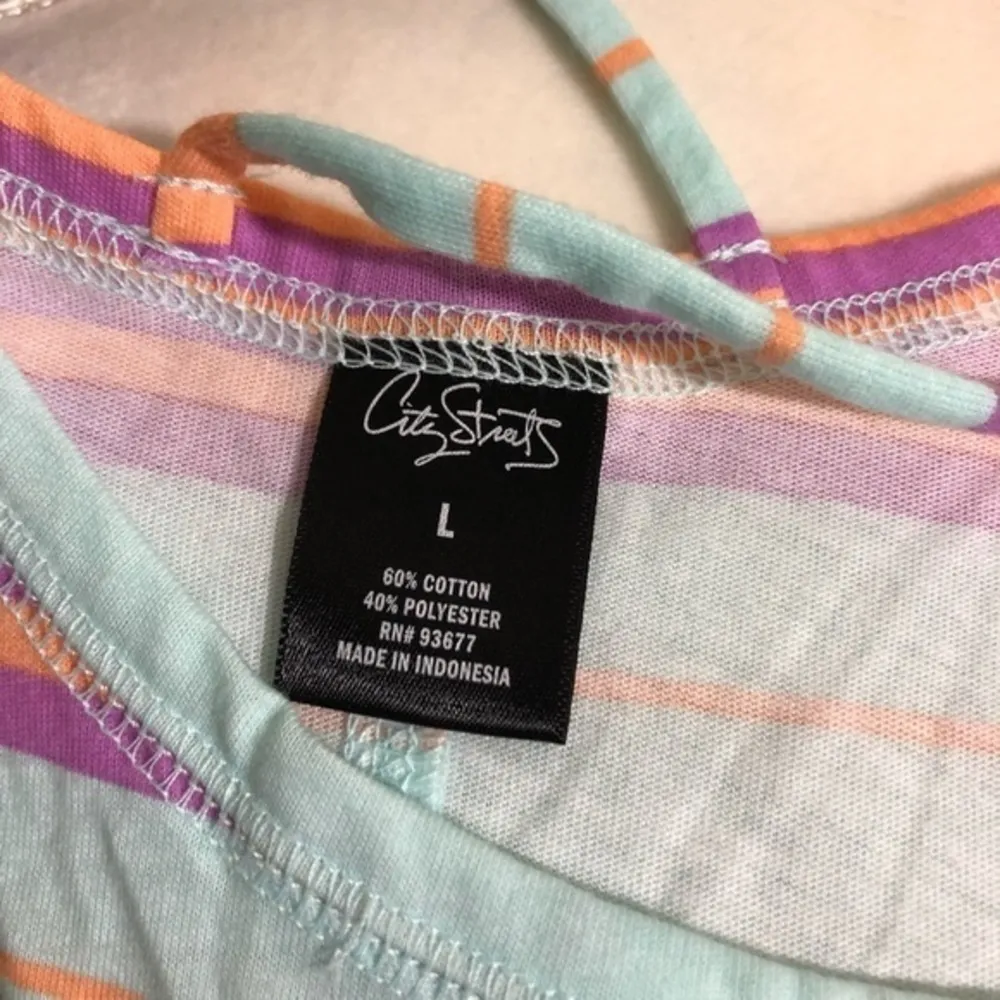 City Streets
L
60% COTTON
40% POLYESTER
RN# 93677
MADE IN INDONESIA